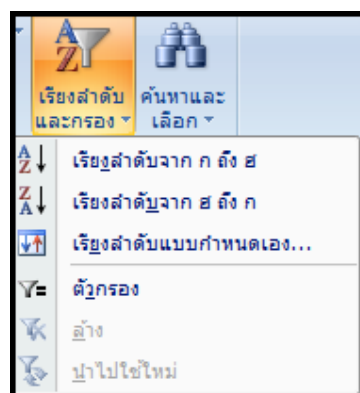 เรียงลำดับ
และกรอง
ค้นหาและ
เลือก
เรียงลำดับจาก ก ถึง ฮ
เรียงลำดับจาก ฮ ถึง ก
เรียงลำดับแบบกำหนดเอง...
ตัวกรอง
ล้าง
นำไปใช้ใหม่